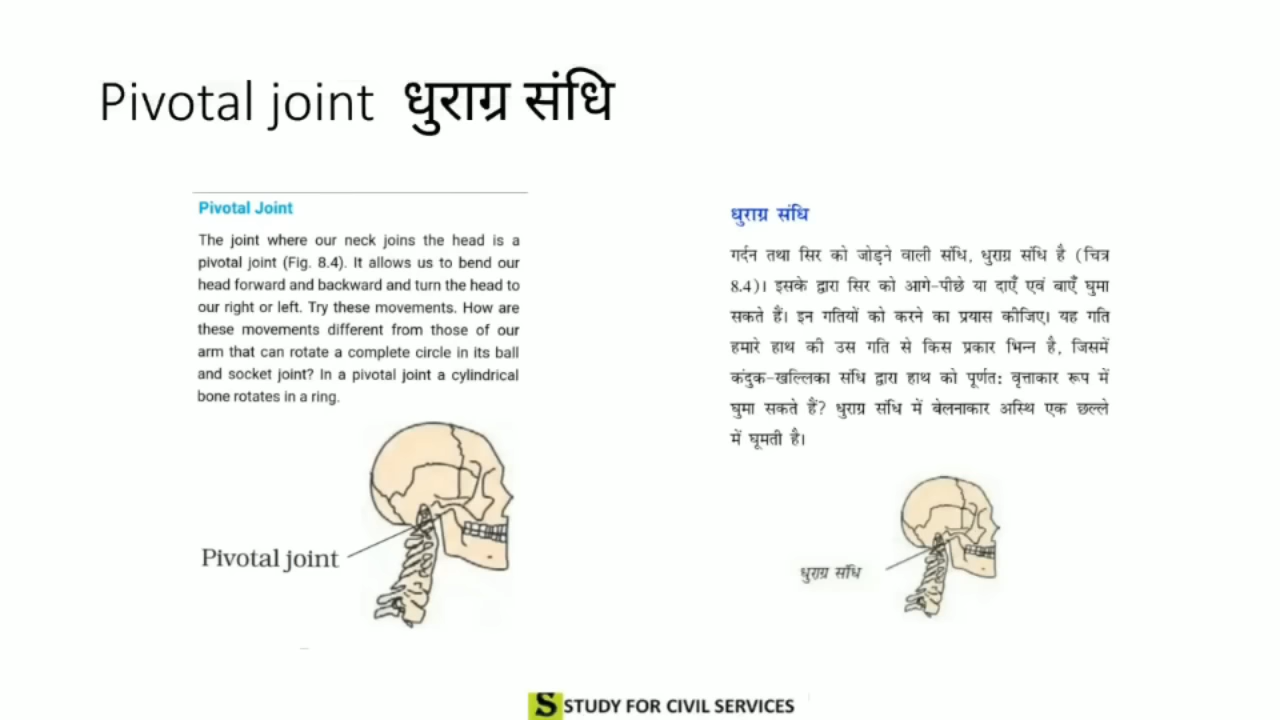 Pivotal joint धुराग्र संधि
Pivotal Joint
The joint where our neck joins the head is a
pivotal joint (Fig. 8.4). It allows us to bend our
head forward and backward and turn the head to
our right or left. Try these movements. How are
these movements different from those of our
arm that can rotate a complete circle in its ball
and socket joint? In a pivotal joint a cylindrical
bone rotates in a ring.
Pivotal joint
धुराग्र संधि
गर्दन तथा सिर को जोड़ने वाली संधि, धुराग्र संधि है (चित्र
8.4)। इसके द्वारा सिर को आगे-पीछे या दाएँ एवं बाएँ घुमा
सकते हैं। इन गतियों को करने का प्रयास कीजिए। यह गति
हमारे हाथ की उस गति से किस प्रकार भिन्न है, जिसमें
कंदुक-खल्लिका संधि द्वारा हाथ को पूर्णत: वृत्ताकार रूप में
घुमा सकते हैं? धुराग्र संधि में बेलनाकार अस्थि एक छल्ले
में घूमती है।
धुराग्र संधि
S STUDY FOR CIVIL SERVICES